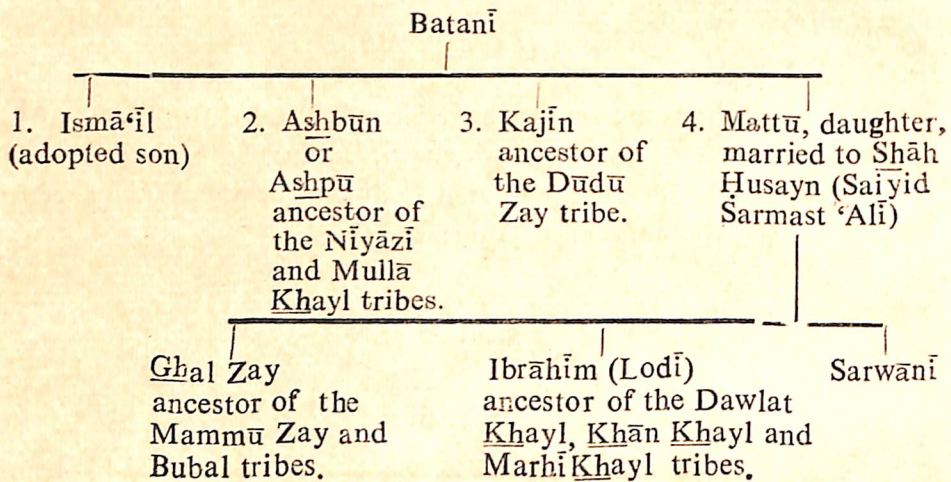 Batanī
1. Ismā‘īl
(adopted son)
2. Ashbūn
or
Ashpū
ancestor of
the Nīyāzī
and Mullā
Khayl tribes.
3. Kajīn
ancestor of
the Dūdū
Zay tribe.
4. Mattū, daughter,
married to Shāh
Ḥusayn (Saiyid
Sarmast ‘Alī)
Ghal Zay
ancestor of the
Mammū Zay and
Bubal tribes.
Ibrāhīm (Lodī)
ancestor of the Dawlat
Khayl, Khān Khayl and
Marhī Khayl tribes.
Sarwānī